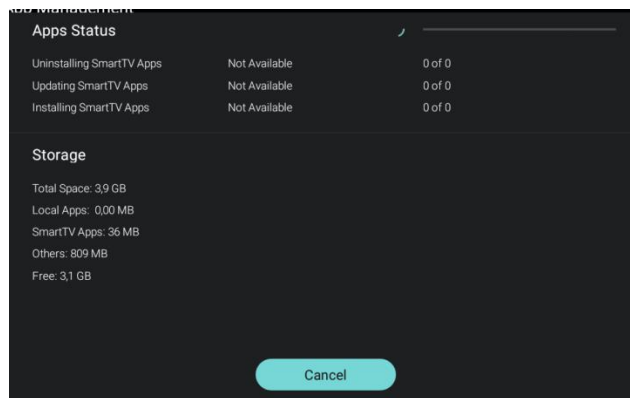 App Management
Apps Status
Uninstalling SmartTV Apps Not Available 0 of 0
Updating SmartTV Apps Not Available 0 of 0
Installing SmartTV Apps Not Available 0 of 0
Storage
Total Space: 3,9 GB
Local Apps: 0,00 MB
SmartTV Apps: 36 MB
Others: 809 MB
Free: 3,1 GB
Cancel